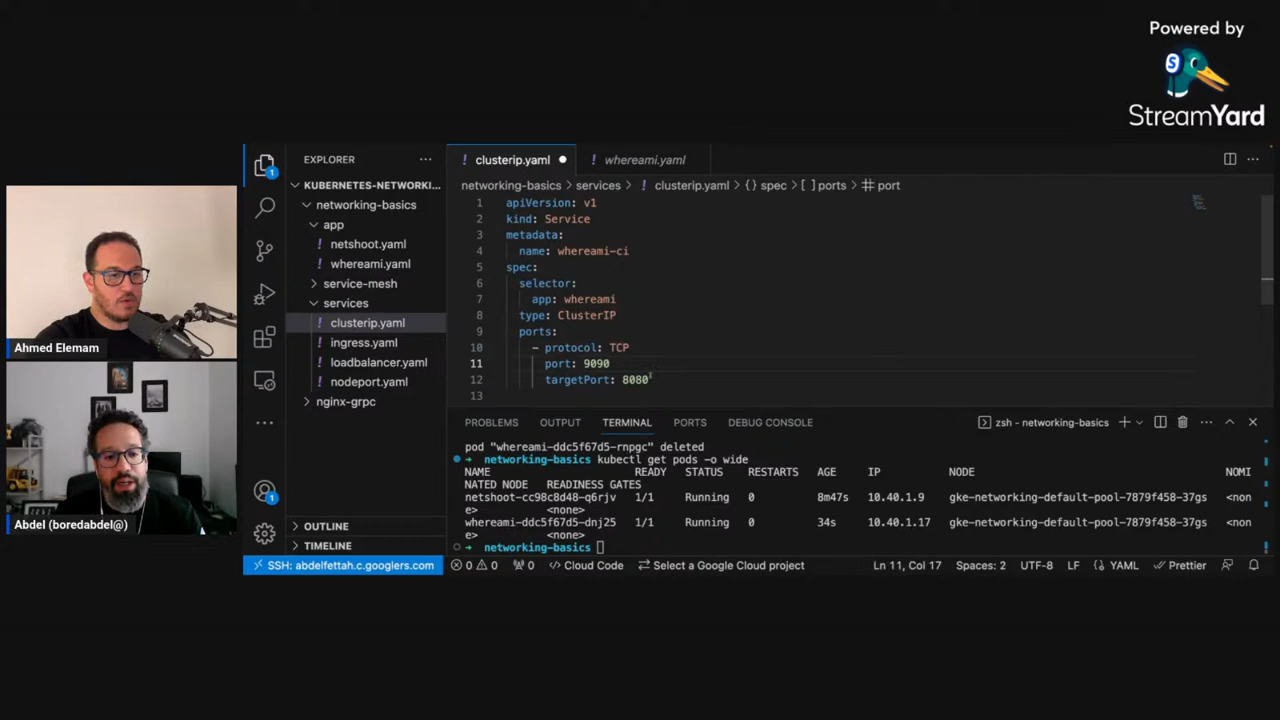 Powered by
S
StreamYard
EXPLORER
KUBERNETES-NETWORKI...
networking-basics
app
netshoot.yaml
whereami.yaml
service-mesh
services
clusterip.yaml
ingress.yaml
loadbalancer.yaml
nodeport.yaml
nginx-grpc
OUTLINE
TIMELINE
1
1
! clusterip.yaml
! whereami.yaml
networking-basics > services > ! clusterip.yaml > {} spec > [ ] ports > # port
1 apiVersion: v1
2 kind: Service
3 metadata:
4 name: whereami-ci
5 spec:
6 selector:
7 app: whereami
8 type: ClusterIP
9 ports:
10 - protocol: TCP
11 port: 9090
12 targetPort: 8080
13
PROBLEMS OUTPUT TERMINAL PORTS DEBUG CONSOLE
zsh - networking-basics
pod "whereami-ddc5f67d5-rnpgc" deleted
networking-basics kubectl get pods -o wide
NAME READY STATUS RESTARTS AGE IP NODE NOMI
NATED NODE READINESS GATES
netshoot-cc98c8d48-q6rjv 1/1 Running 0 8m47s 10.40.1.9 gke-networking-default-pool-7879f458-37gs <non
e> <none>
whereami-ddc5f67d5-dnj25 1/1 Running 0 34s 10.40.1.17 gke-networking-default-pool-7879f458-37gs <non
e> <none>
networking-basics
SSH: abdelfettah.c.googlers.com 0 0 0 </> Cloud Code Select a Google Cloud project Ln 11, Col 17 Spaces: 2 UTF-8 LF {} YAML Prettier
Ahmed Elemam
Abdel (boredabdel@)